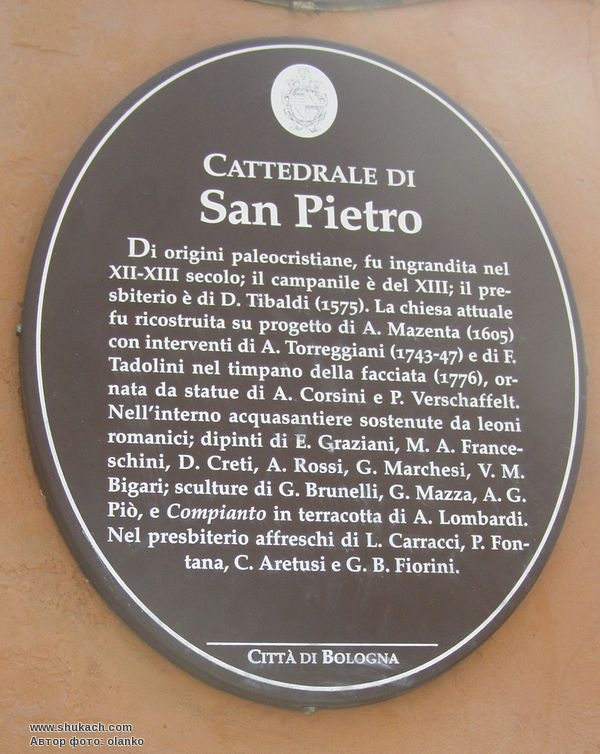 CATTEDRALE DI
San Pietro
Di origini paleocristiane, fu ingrandita nel
XII-XIII secolo; il campanile è del XIII; il pre-
sbiterio è di D. Tibaldi (1575). La chiesa attuale
fu ricostruita su progetto di A. Mazenta (1605)
con interventi di A. Torreggiani (1743-47) e di F.
Tadolini nel timpano della facciata (1776), or-
nata da statue di A. Corsini e P. Verschaffelt.
Nell'interno acquasantiere sostenute da leoni
romanici; dipinti di E. Graziani, M. A. France-
schini, D. Creti, A. Rossi, G. Marchesi, V. M.
Bigari; sculture di G. Brunelli, G. Mazza, A. G.
Piò, e Compianto in terracotta di A. Lombardi.
Nel presbiterio affreschi di L. Carracci, P. Fon-
tana, C. Aretusi e G. B. Fiorini.
CITTÀ DI BOLOGNA
www.shukach.com
Автор фото: olanko